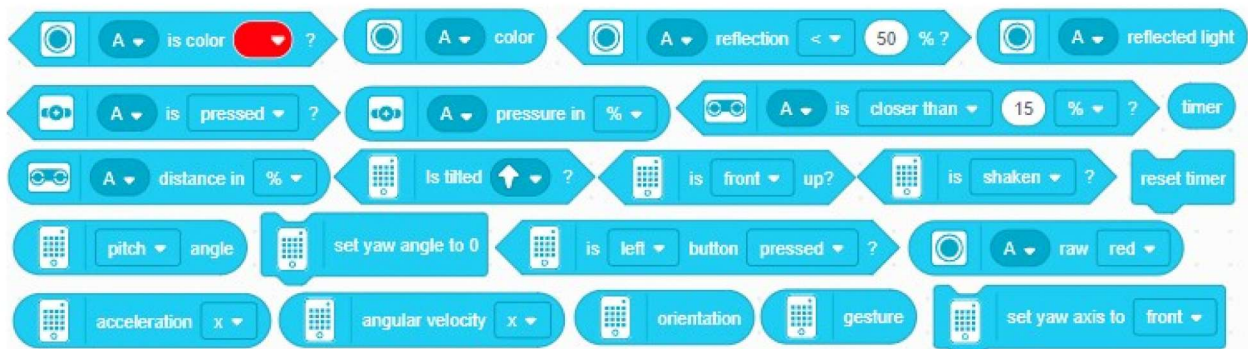 A is color ? A color A reflection < 50 % ? A reflected light
A is pressed ? A pressure in % A is closer than 15 % ? timer
A distance in % Is tilted ? is front up? is shaken ? reset timer
pitch angle set yaw angle to 0 is left button pressed ? A raw red
acceleration x angular velocity x orientation gesture set yaw axis to front